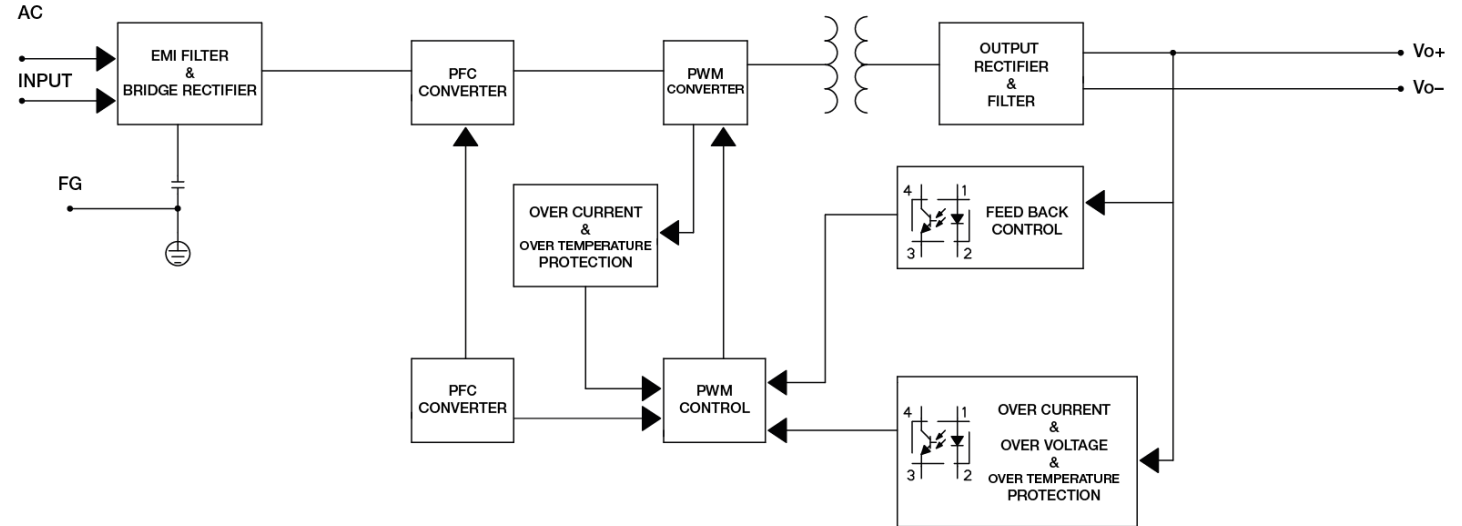 AC
INPUT
EMI FILTER
&
BRIDGE RECTIFIER
PFC
CONVERTER
PWM
CONVERTER
OUTPUT
RECTIFIER
&
FILTER
Vo+
Vo–
FG
OVER CURRENT
&
OVER TEMPERATURE
PROTECTION
4 1
3 2
FEED BACK
CONTROL
PFC
CONVERTER
PWM
CONTROL
4 1
3 2
OVER CURRENT
&
OVER VOLTAGE
&
OVER TEMPERATURE
PROTECTION